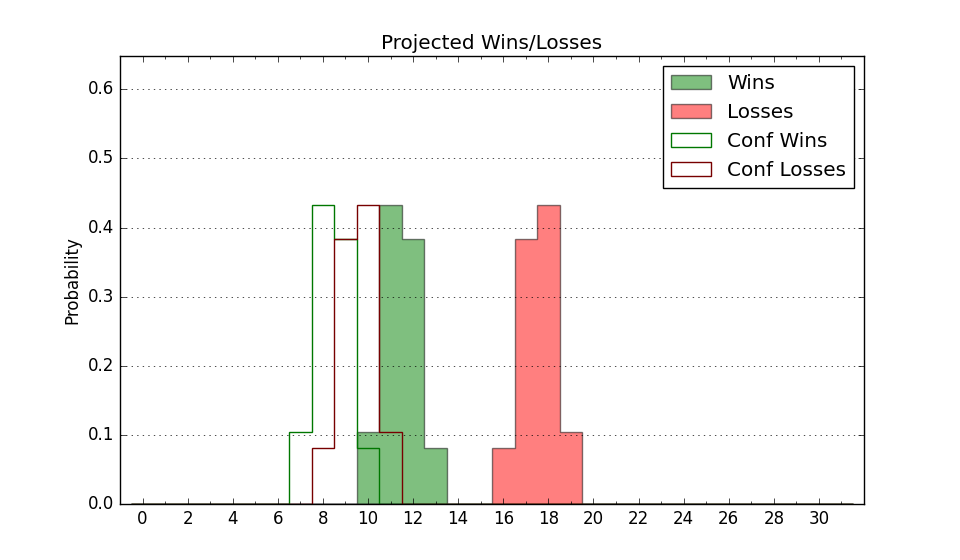 Projected Wins/Losses
Wins
Losses
Conf Wins
Conf Losses
Probability
0.6
0.5
0.4
0.3
0.2
0.1
0.0
0 2 4 6 8 10 12 14 16 18 20 22 24 26 28 30